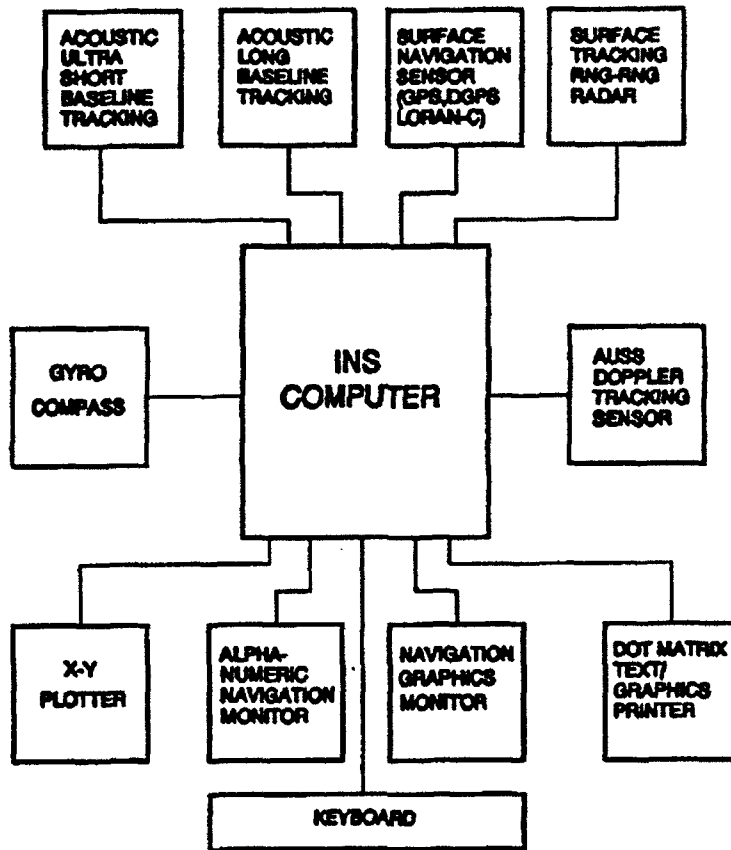 ACOUSTIC
ULTRA
SHORT
BASELINE
TRACKING
ACOUSTIC
LONG
BASELINE
TRACKING
SURFACE
NAVIGATION
SENSOR
(GPS,DGPS
LORAN-C)
SURFACE
TRACKING
RNG-RNG
RADAR
GYRO
COMPASS
INS
COMPUTER
AUSS
DOPPLER
TRACKING
SENSOR
X-Y
PLOTTER
ALPHA-
NUMERIC
NAVIGATION
MONITOR
NAVIGATION
GRAPHICS
MONITOR
DOT MATRIX
TEXT/
GRAPHICS
PRINTER
KEYBOARD